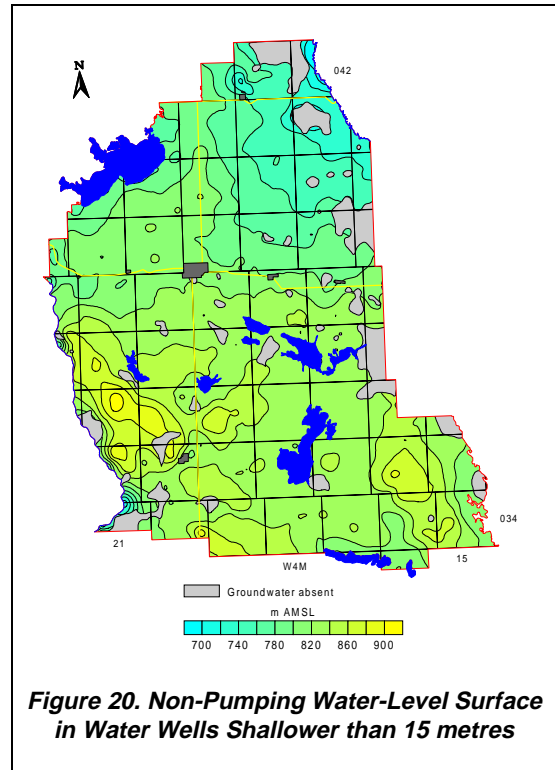 N
042
034
21
15
W4M
Groundwater absent
m AMSL
700 740 780 820 860 900
Figure 20. Non-Pumping Water-Level Surface
in Water Wells Shallower than 15 metres